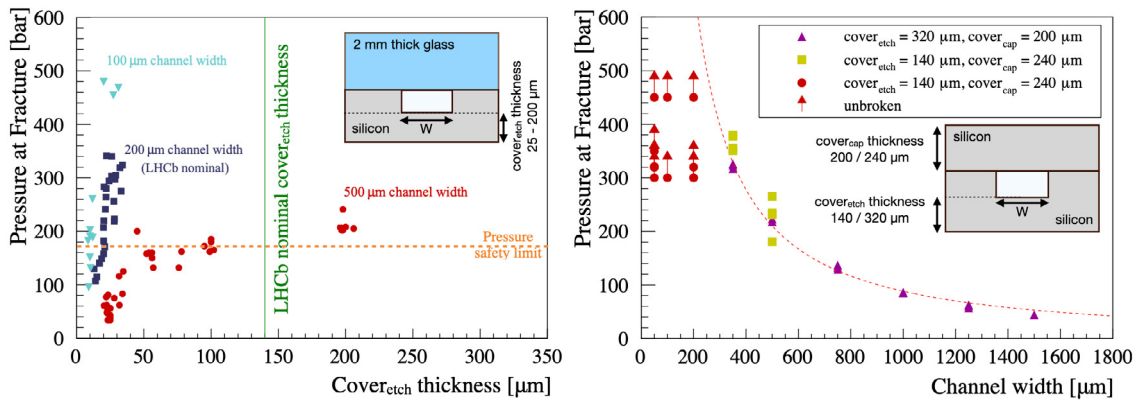 600
500
400
300
200
100
0
Pressure at Fracture [bar]
100 μm channel width
200 μm channel width
(LHCb nominal)
500 μm channel width
LHCb nominal cover_etch thickness
Pressure
safety limit
2 mm thick glass
silicon
W
cover_etch thickness
25 - 200 μm
0 50 100 150 200 250 300 350
Cover_etch thickness [μm]
600
500
400
300
200
100
0
Pressure at Fracture [bar]
cover_etch = 320 μm, cover_cap = 200 μm
cover_etch = 140 μm, cover_cap = 240 μm
cover_etch = 140 μm, cover_cap = 240 μm
unbroken
cover_cap thickness
200 / 240 μm
cover_etch thickness
140 / 320 μm
silicon
W
silicon
0 200 400 600 800 1000 1200 1400 1600 1800
Channel width [μm]